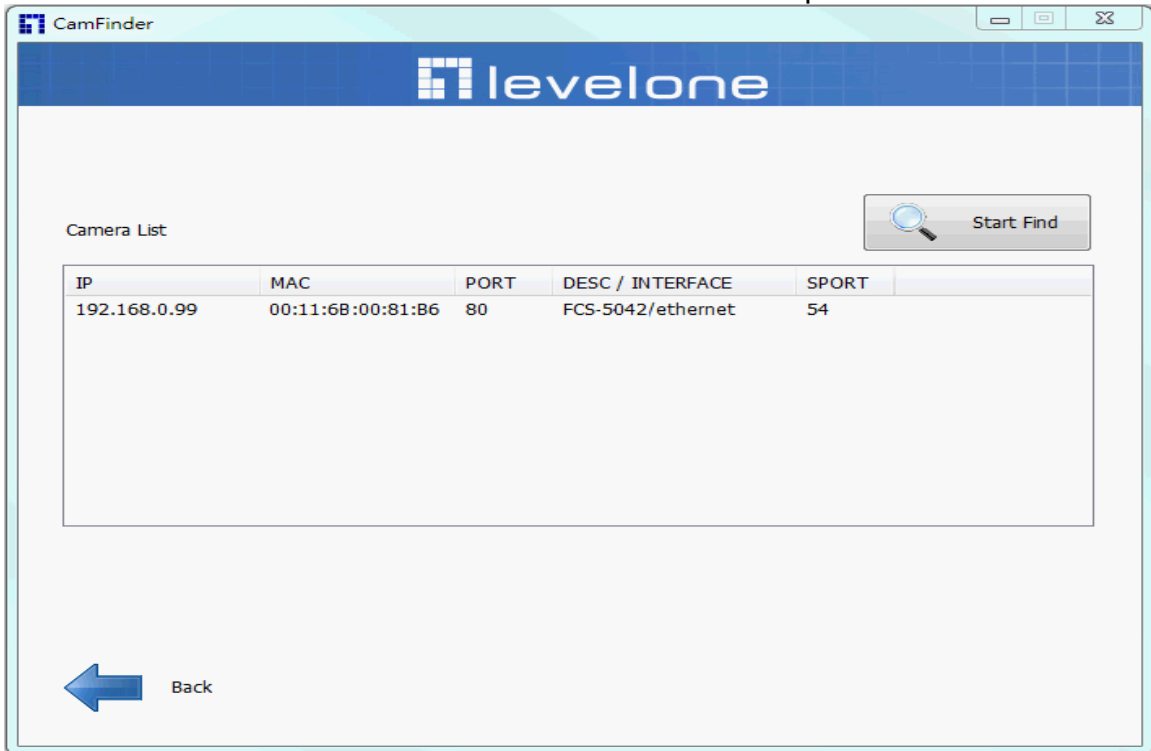 CamFinder
levelone
Start Find
Camera List
IP MAC PORT DESC / INTERFACE SPORT
192.168.0.99 00:11:6B:00:81:B6 80 FCS-5042/ethernet 54
Back